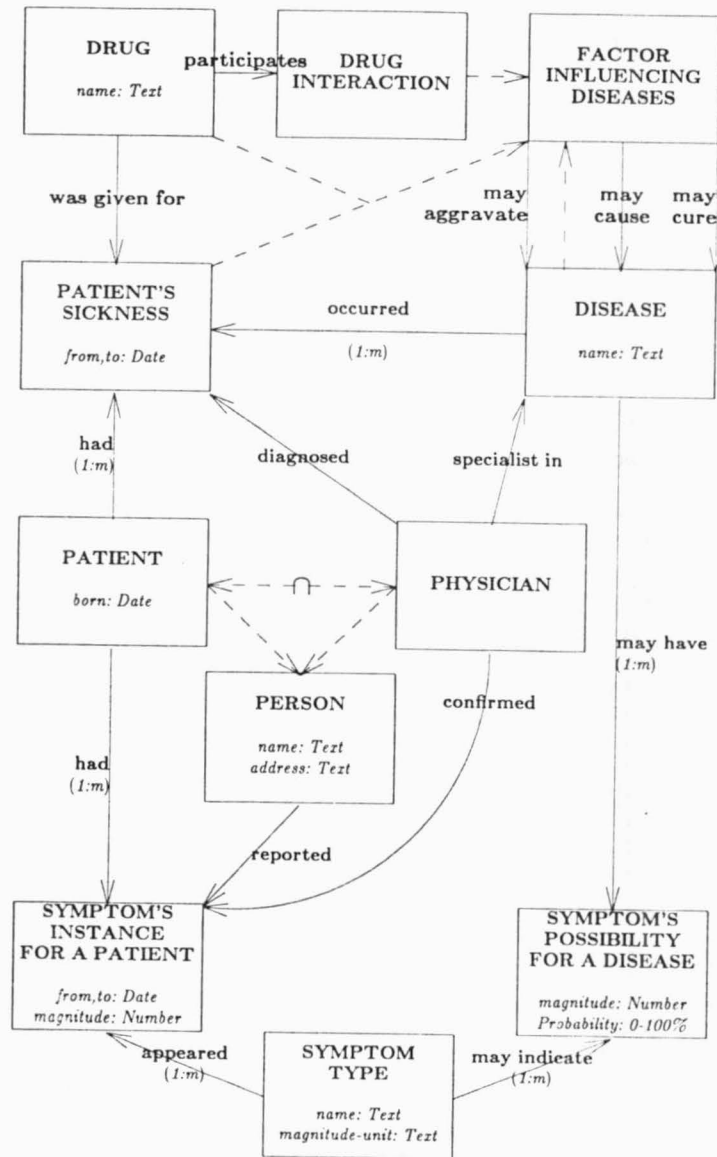 DRUG
name: Text
participates
DRUG
INTERACTION
FACTOR
INFLUENCING
DISEASES
was given for
may
aggravate
may
cause
may
cure
PATIENT'S
SICKNESS
from,to: Date
occurred
(1:m)
DISEASE
name: Text
had
(1:m)
diagnosed
specialist in
PATIENT
born: Date
∩
PHYSICIAN
may have
(1:m)
PERSON
name: Text
address: Text
confirmed
had
(1:m)
reported
SYMPTOM'S
INSTANCE
FOR A PATIENT
from,to: Date
magnitude: Number
SYMPTOM'S
POSSIBILITY
FOR A DISEASE
magnitude: Number
Probability: 0-100%
appeared
(1:m)
SYMPTOM
TYPE
name: Text
magnitude-unit: Text
may indicate
(1:m)